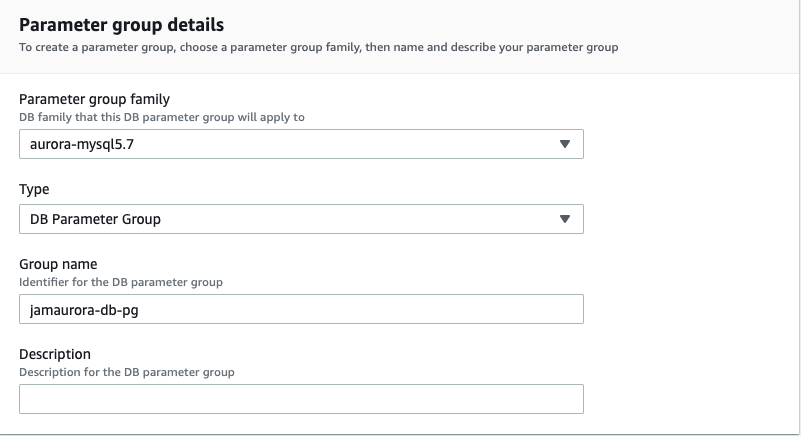 Parameter group details
To create a parameter group, choose a parameter group family, then name and describe your parameter group
Parameter group family
DB family that this DB parameter group will apply to
aurora-mysql5.7
Type
DB Parameter Group
Group name
Identifier for the DB parameter group
jamaurora-db-pg
Description
Description for the DB parameter group